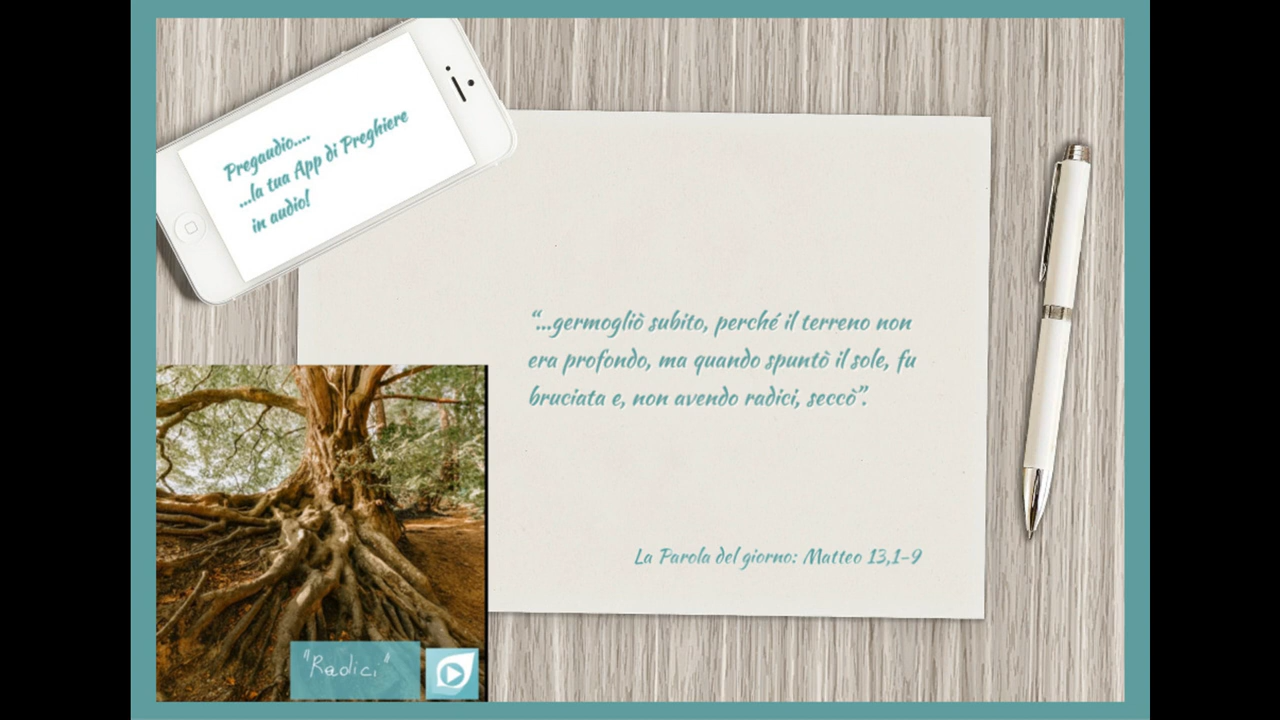 Pregaudio....
...la tua App di Preghiere
in audio!
“...germogliò subito, perché il terreno non
era profondo, ma quando spuntò il sole, fu
bruciata e, non avendo radici, seccò”.
La Parola del giorno: Matteo 13,1-9
"Radici"